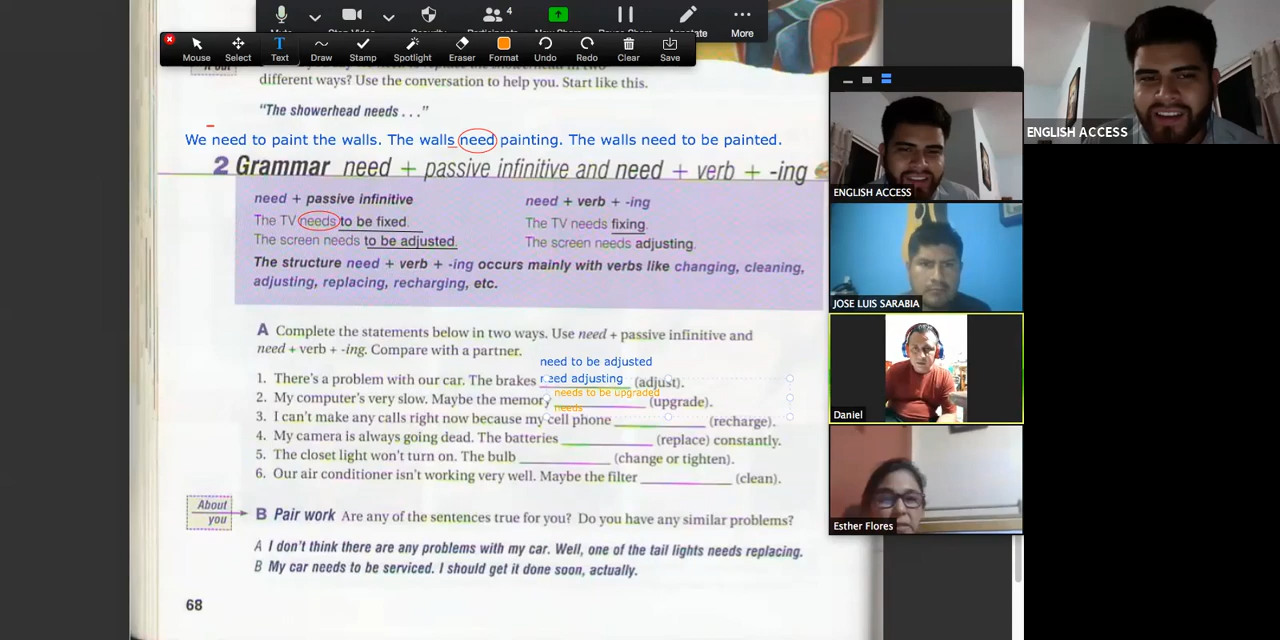 4
More
Mouse
Select
Text
Draw
Stamp
Spotlight
Eraser
Format
Undo
Redo
Clear
Save
different ways? Use the conversation to help you. Start like this.
"The showerhead needs . . ."
We need to paint the walls. The walls need painting. The walls need to be painted.
2 Grammar need + passive infinitive and need + verb + -ing
need + passive infinitive
The TV needs to be fixed.
The screen needs to be adjusted.
need + verb + -ing
The TV needs fixing.
The screen needs adjusting.
The structure need + verb + -ing occurs mainly with verbs like changing, cleaning,
adjusting, replacing, recharging, etc.
A Complete the statements below in two ways. Use need + passive infinitive and
need + verb + -ing. Compare with a partner.
need to be adjusted
1. There's a problem with our car. The brakes need adjusting (adjust).
needs to be upgraded
2. My computer's very slow. Maybe the memory ____________ (upgrade).
needs
3. I can't make any calls right now because my cell phone ____________ (recharge).
4. My camera is always going dead. The batteries ____________ (replace) constantly.
5. The closet light won't turn on. The bulb ____________ (change or tighten).
6. Our air conditioner isn't working very well. Maybe the filter ____________ (clean).
About
you
B Pair work Are any of the sentences true for you? Do you have any similar problems?
A I don't think there are any problems with my car. Well, one of the tail lights needs replacing.
B My car needs to be serviced. I should get it done soon, actually.
68
ENGLISH ACCESS
JOSE LUIS SARABIA
Daniel
Esther Flores
ENGLISH ACCESS